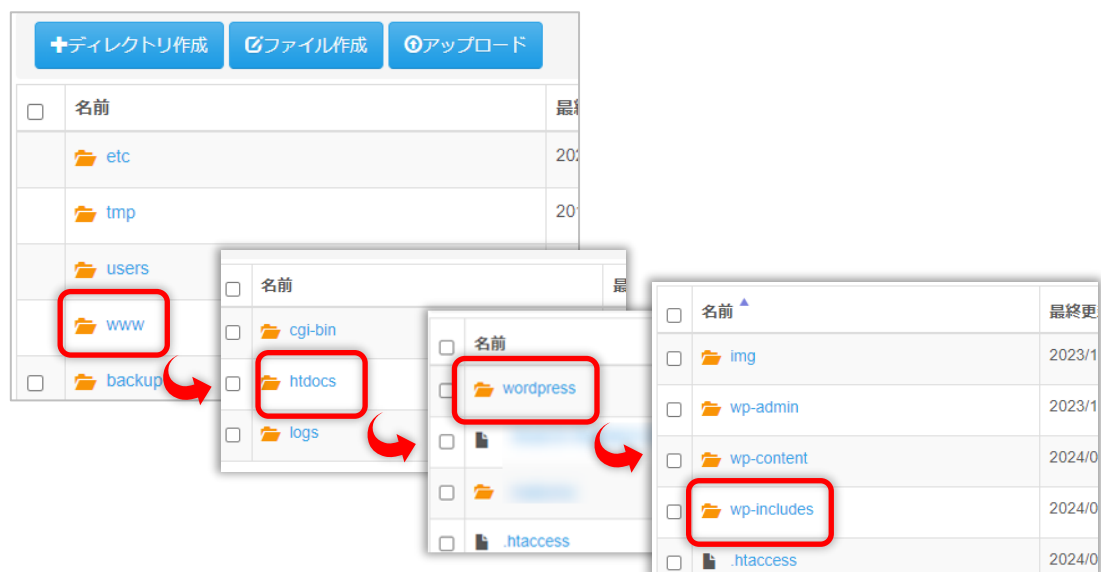 ディレクトリ作成 ファイル作成 アップロード
名前
etc
tmp
users
www
backup
名前
cgi-bin
htdocs
logs
名前
wordpress
.htaccess
名前 最終更
img 2023/1
wp-admin 2023/1
wp-content 2024/0
wp-includes 2024/0
.htaccess 2024/0